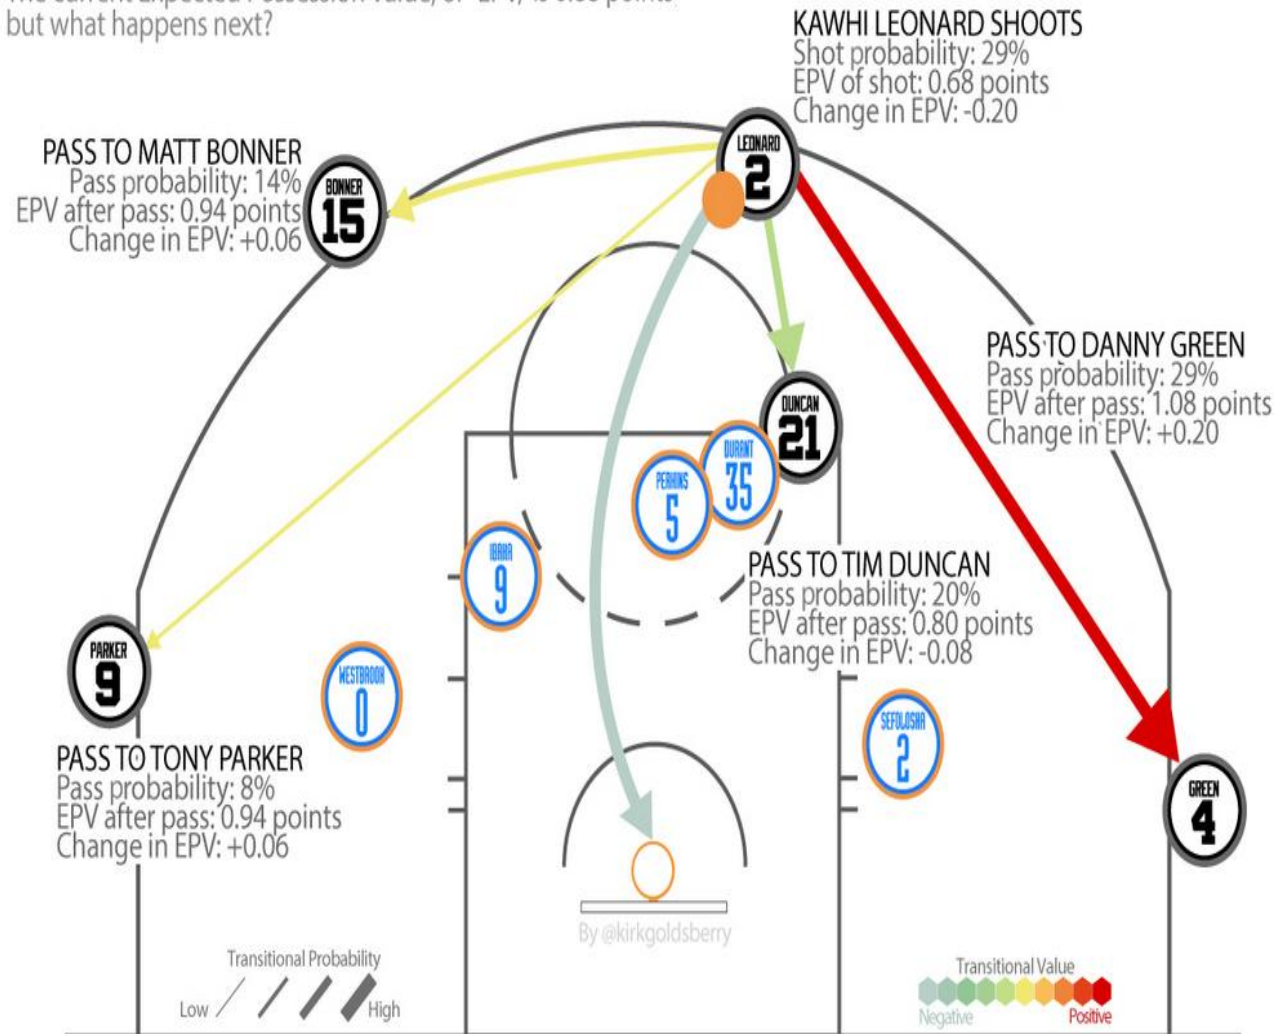 but what happens next?
KAWHI LEONARD SHOOTS
Shot probability: 29%
EPV of shot: 0.68 points
Change in EPV: -0.20
PASS TO MATT BONNER
Pass probability: 14%
EPV after pass: 0.94 points
Change in EPV: +0.06
LEONARD
2
BONNER
15
PASS TO DANNY GREEN
Pass probability: 29%
EPV after pass: 1.08 points
Change in EPV: +0.20
DUNCAN
21
DURANT
35
PERKINS
5
IBAKA
9
PASS TO TIM DUNCAN
Pass probability: 20%
EPV after pass: 0.80 points
Change in EPV: -0.08
PARKER
9
WESTBROOK
0
SEFOLOSHA
2
PASS TO TONY PARKER
Pass probability: 8%
EPV after pass: 0.94 points
Change in EPV: +0.06
GREEN
4
By @kirkgoldsberry
Transitional Probability
Low
High
Transitional Value
Negative
Positive